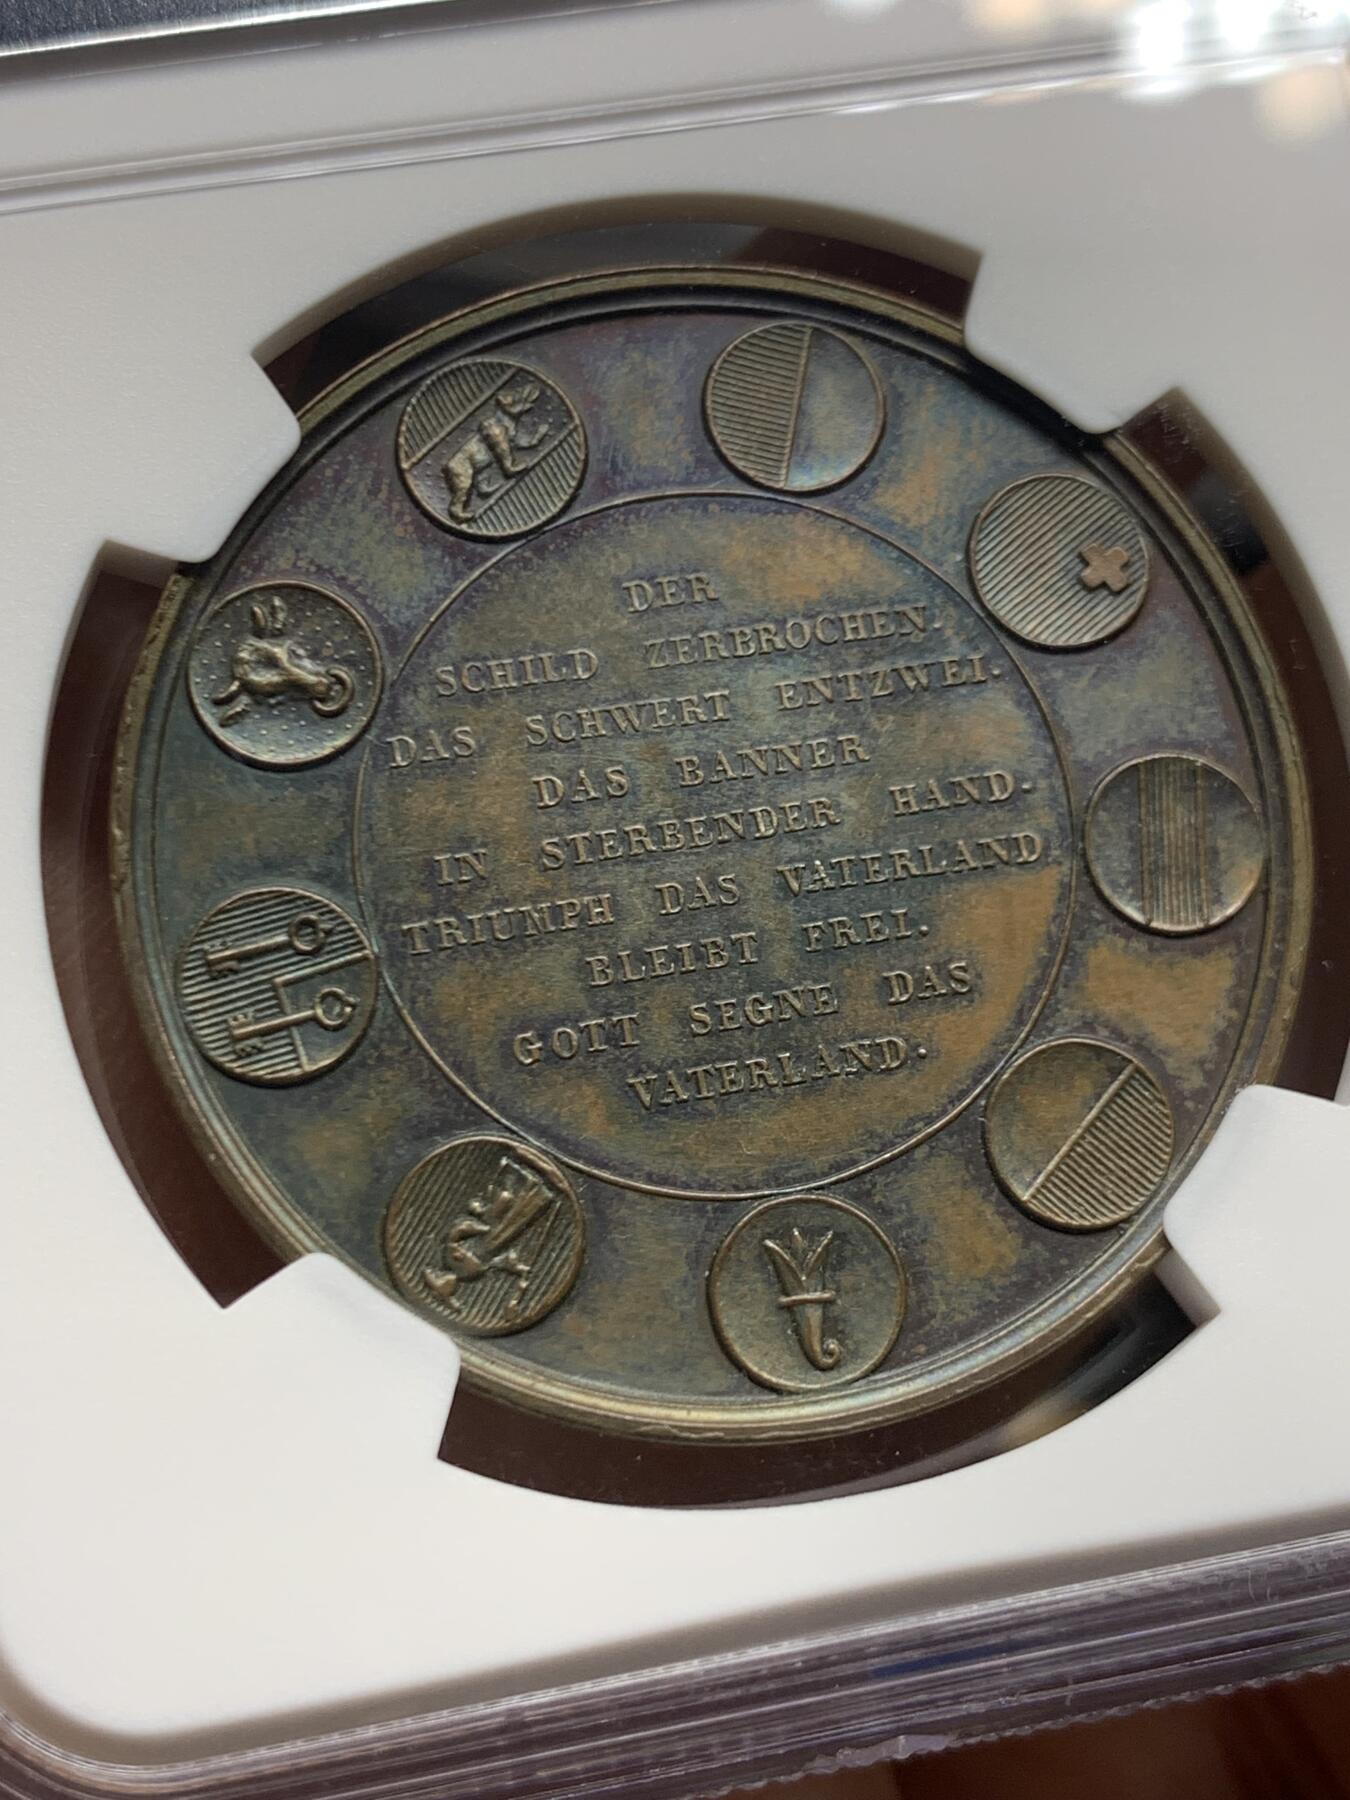 DER
SCHILD ZERBROCHEN.
DAS SCHWERT ENTZWEI.
DAS BANNER
IN STERBENDER HAND.
TRIUMPH DAS VATERLAND
BLEIBT FREI.
GOTT SEGNE DAS
VATERLAND.